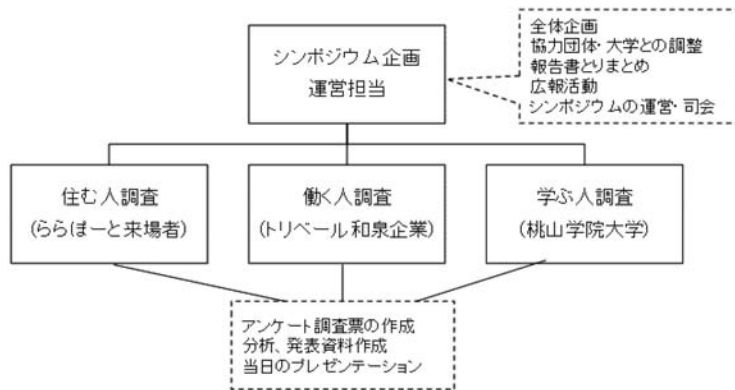 シンポジウム企画
運営担当
全体企画
協力団体・大学との調整
報告書とりまとめ
広報活動
シンポジウムの運営・司会
住む人調査
(ららぽーと来場者)
働く人調査
(トリベール和泉企業)
学ぶ人調査
(桃山学院大学)
アンケート調査票の作成
分析、発表資料作成
当日のプレゼンテーション